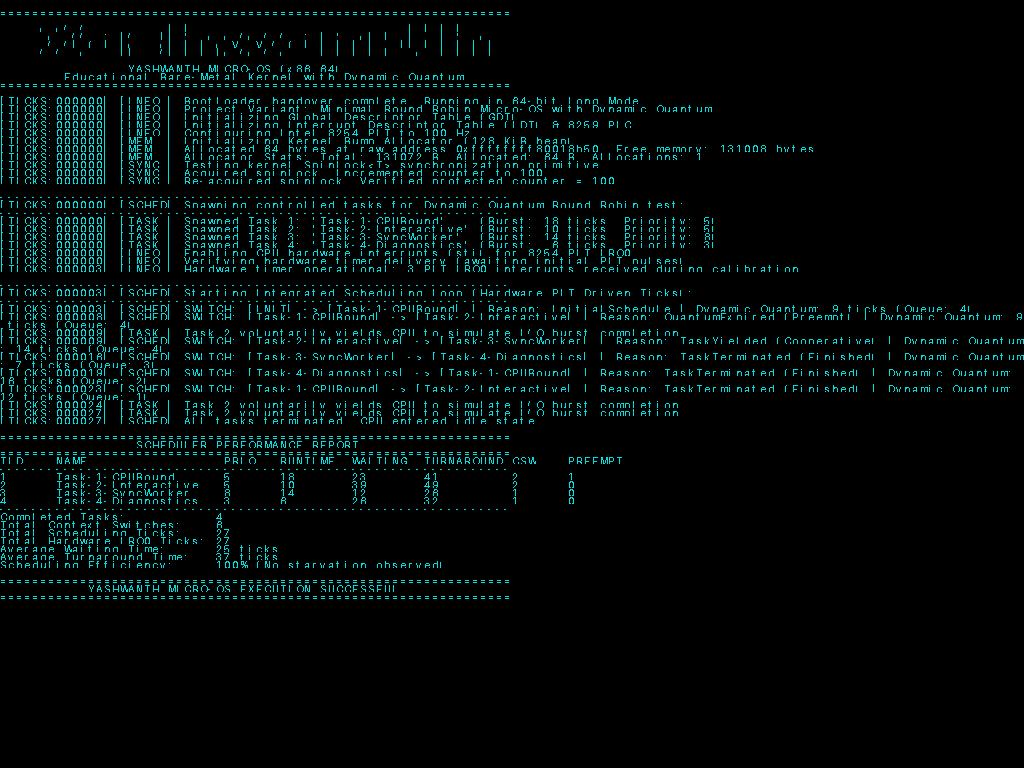 ================================================================
YASHWANTH MICRO-OS (x86_64)
Educational Bare-Metal Kernel with Dynamic Quantum
================================================================
[TICKS:000000] [INFO ] Bootloader handover complete. Running in 64-bit Long Mode.
[TICKS:000000] [INFO ] Project Variant: Minimal Round Robin Micro-OS with Dynamic Quantum
[TICKS:000000] [INFO ] Initializing Global Descriptor Table (GDT)...
[TICKS:000000] [INFO ] Initializing Interrupt Descriptor Table (IDT) & 8259 PIC...
[TICKS:000000] [INFO ] Configuring Intel 8254 PIT to 100 Hz...
[TICKS:000000] [MEM  ] Initializing Kernel Bump Allocator (128 KiB heap)...
[TICKS:000000] [MEM  ] Allocated 64 bytes at raw address 0xffffffff80018b50. Free memory: 131008 bytes
[TICKS:000000] [MEM  ] Allocator Stats: Total: 131072 B, Allocated: 64 B, Allocations: 1
[TICKS:000000] [SYNC ] Testing kernel Spinlock<T> synchronization primitive...
[TICKS:000000] [SYNC ] Acquired spinlock. Incremented counter to 100.
[TICKS:000000] [SYNC ] Re-acquired spinlock. Verified protected counter = 100.
----------------------------------------------------------------
[TICKS:000000] [SCHED] Spawning controlled tasks for Dynamic Quantum Round Robin test:
----------------------------------------------------------------
[TICKS:000000] [TASK ] Spawned Task 1: 'Task-1-CPUBound' (Burst: 18 ticks, Priority: 5)
[TICKS:000000] [TASK ] Spawned Task 2: 'Task-2-Interactive' (Burst: 10 ticks, Priority: 5)
[TICKS:000000] [TASK ] Spawned Task 3: 'Task-3-SyncWorker' (Burst: 14 ticks, Priority: 8)
[TICKS:000000] [TASK ] Spawned Task 4: 'Task-4-Diagnostics' (Burst: 6 ticks, Priority: 3)
[TICKS:000000] [INFO ] Enabling CPU hardware interrupts (sti) for 8254 PIT IRQ0...
[TICKS:000000] [INFO ] Verifying hardware timer delivery (awaiting initial PIT pulses)...
[TICKS:000003] [INFO ] Hardware timer operational: 3 PIT IRQ0 interrupts received during calibration.
----------------------------------------------------------------
[TICKS:000003] [SCHED] Starting Integrated Scheduling Loop (Hardware PIT Driven Ticks):
----------------------------------------------------------------
[TICKS:000003] [SCHED] SWITCH: [INIT] -> [Task-1-CPUBound] | Reason: InitialSchedule | Dynamic Quantum: 9 ticks (Queue: 4)
[SCHED] SWITCH: [Task-1-CPUBound] -> [Task-2-Interactive] | Reason: QuantumExpired (Preempt) | Dynamic Quantum: 9
ticks (Queue: 4)
[TICKS:000009] [TASK ] Task 2 voluntarily yields CPU to simulate I/O burst completion.
[TICKS:000009] [SCHED] SWITCH: [Task-2-Interactive] -> [Task-3-SyncWorker] | Reason: TaskYielded (Cooperative) | Dynamic Quantum
: 14 ticks (Queue: 4)
[TICKS:000016] [SCHED] SWITCH: [Task-3-SyncWorker] -> [Task-4-Diagnostics] | Reason: TaskTerminated (Finished) | Dynamic Quantum
: 7 ticks (Queue: 3)
[TICKS:000019] [SCHED] SWITCH: [Task-4-Diagnostics] -> [Task-1-CPUBound] | Reason: TaskTerminated (Finished) | Dynamic Quantum:
16 ticks (Queue: 2)
[TICKS:000023] [SCHED] SWITCH: [Task-1-CPUBound] -> [Task-2-Interactive] | Reason: TaskTerminated (Finished) | Dynamic Quantum:
12 ticks (Queue: 1)
[TICKS:000024] [TASK ] Task 2 voluntarily yields CPU to simulate I/O burst completion.
[TICKS:000027] [TASK ] Task 2 voluntarily yields CPU to simulate I/O burst completion.
[TICKS:000027] [SCHED] All tasks terminated. CPU entered idle state.
================================================================
SCHEDULER PERFORMANCE REPORT
================================================================
TID NAME PRIO RUNTIME WAITING TURNAROUND CSW PREEMPT
----------------------------------------------------------------
1 Task-1-CPUBound 5 18 23 41 2 1
2 Task-2-Interactive 5 10 39 49 2 0
3 Task-3-SyncWorker 8 14 12 26 1 0
4 Task-4-Diagnostics 3 6 26 32 1 0
----------------------------------------------------------------
Completed Tasks: 4
Total Context Switches: 6
Total Scheduling Ticks: 27
Total Hardware IRQ0 Ticks: 27
Average Waiting Time: 25 ticks
Average Turnaround Time: 37 ticks
Scheduling Efficiency: 100% (No starvation observed)
================================================================
YASHWANTH MICRO-OS EXECUTION SUCCESSFUL
================================================================